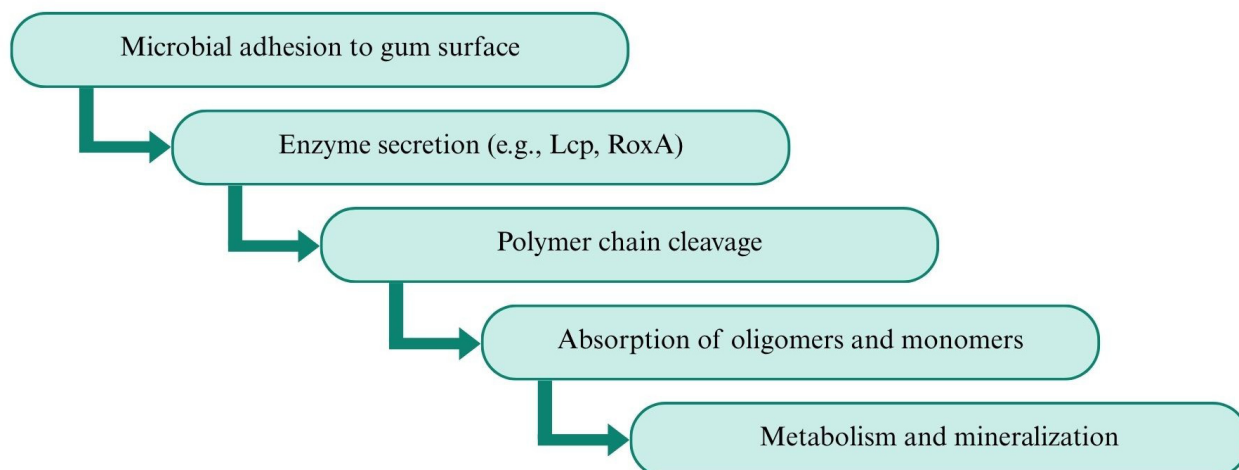 Microbial adhesion to gum surface
Enzyme secretion (e.g., Lcp, RoxA)
Polymer chain cleavage
Absorption of oligomers and monomers
Metabolism and mineralization